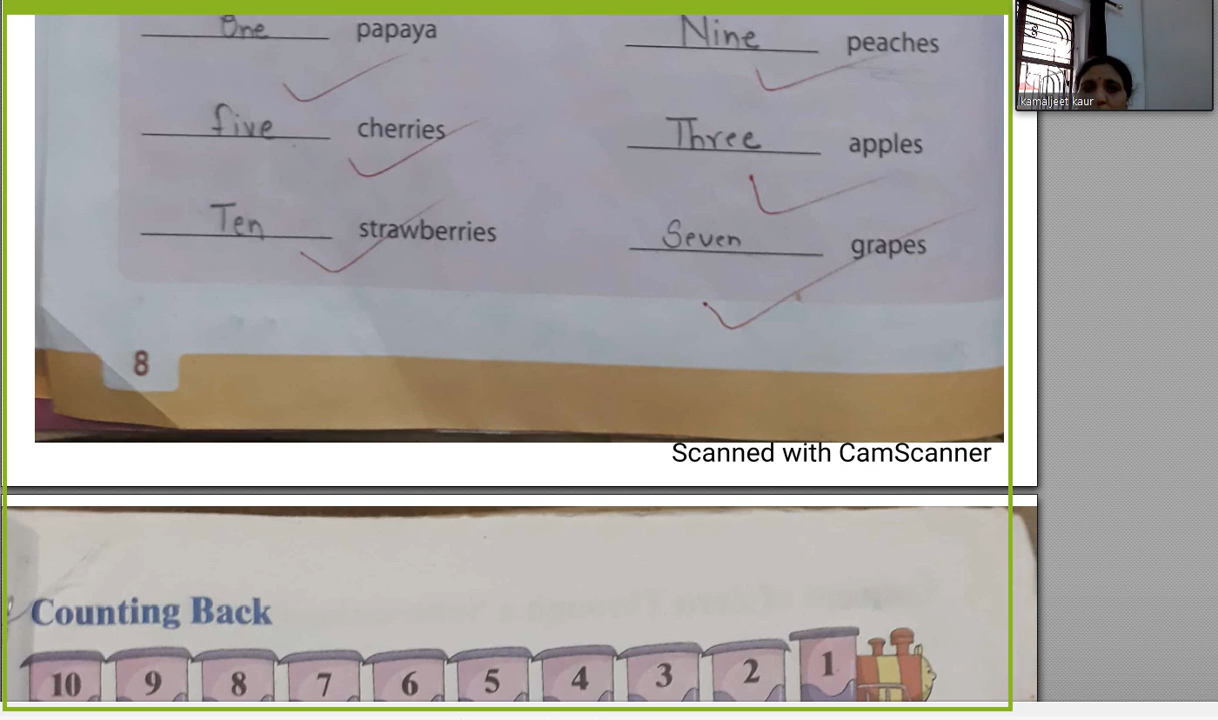 One papaya Nine peaches
five cherries Three apples
Ten strawberries Seven grapes
8
Scanned with CamScanner
Counting Back
10 9 8 7 6 5 4 3 2 1
kamaljeet kaur